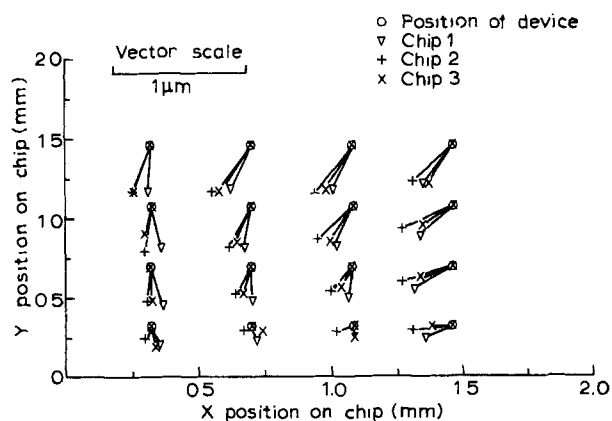 O Position of device
▽ Chip 1
+ Chip 2
x Chip 3
Vector scale
1μm
Y position on chip (mm)
2.0
1.5
1.0
0.5
0
0.5
1.0
1.5
2.0
X position on chip (mm)